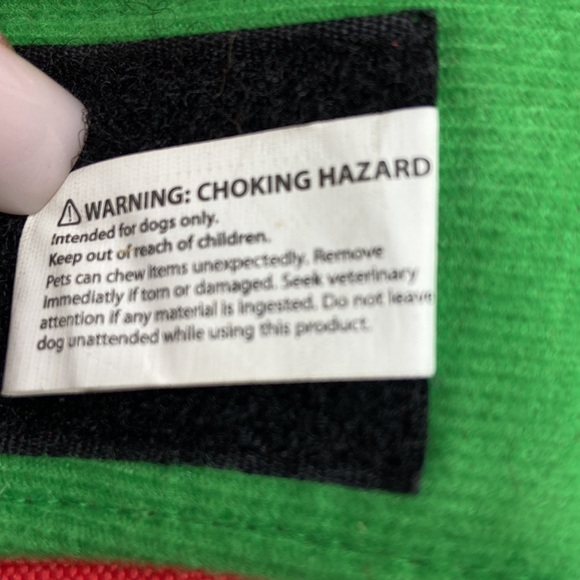 ⚠ WARNING: CHOKING HAZARD
Intended for dogs only.
Keep out of reach of children.
Pets can chew items unexpectedly. Remove
Immediatly if torn or damaged. Seek veterinary
attention if any material is ingested. Do not leave
dog unattended while using this product.